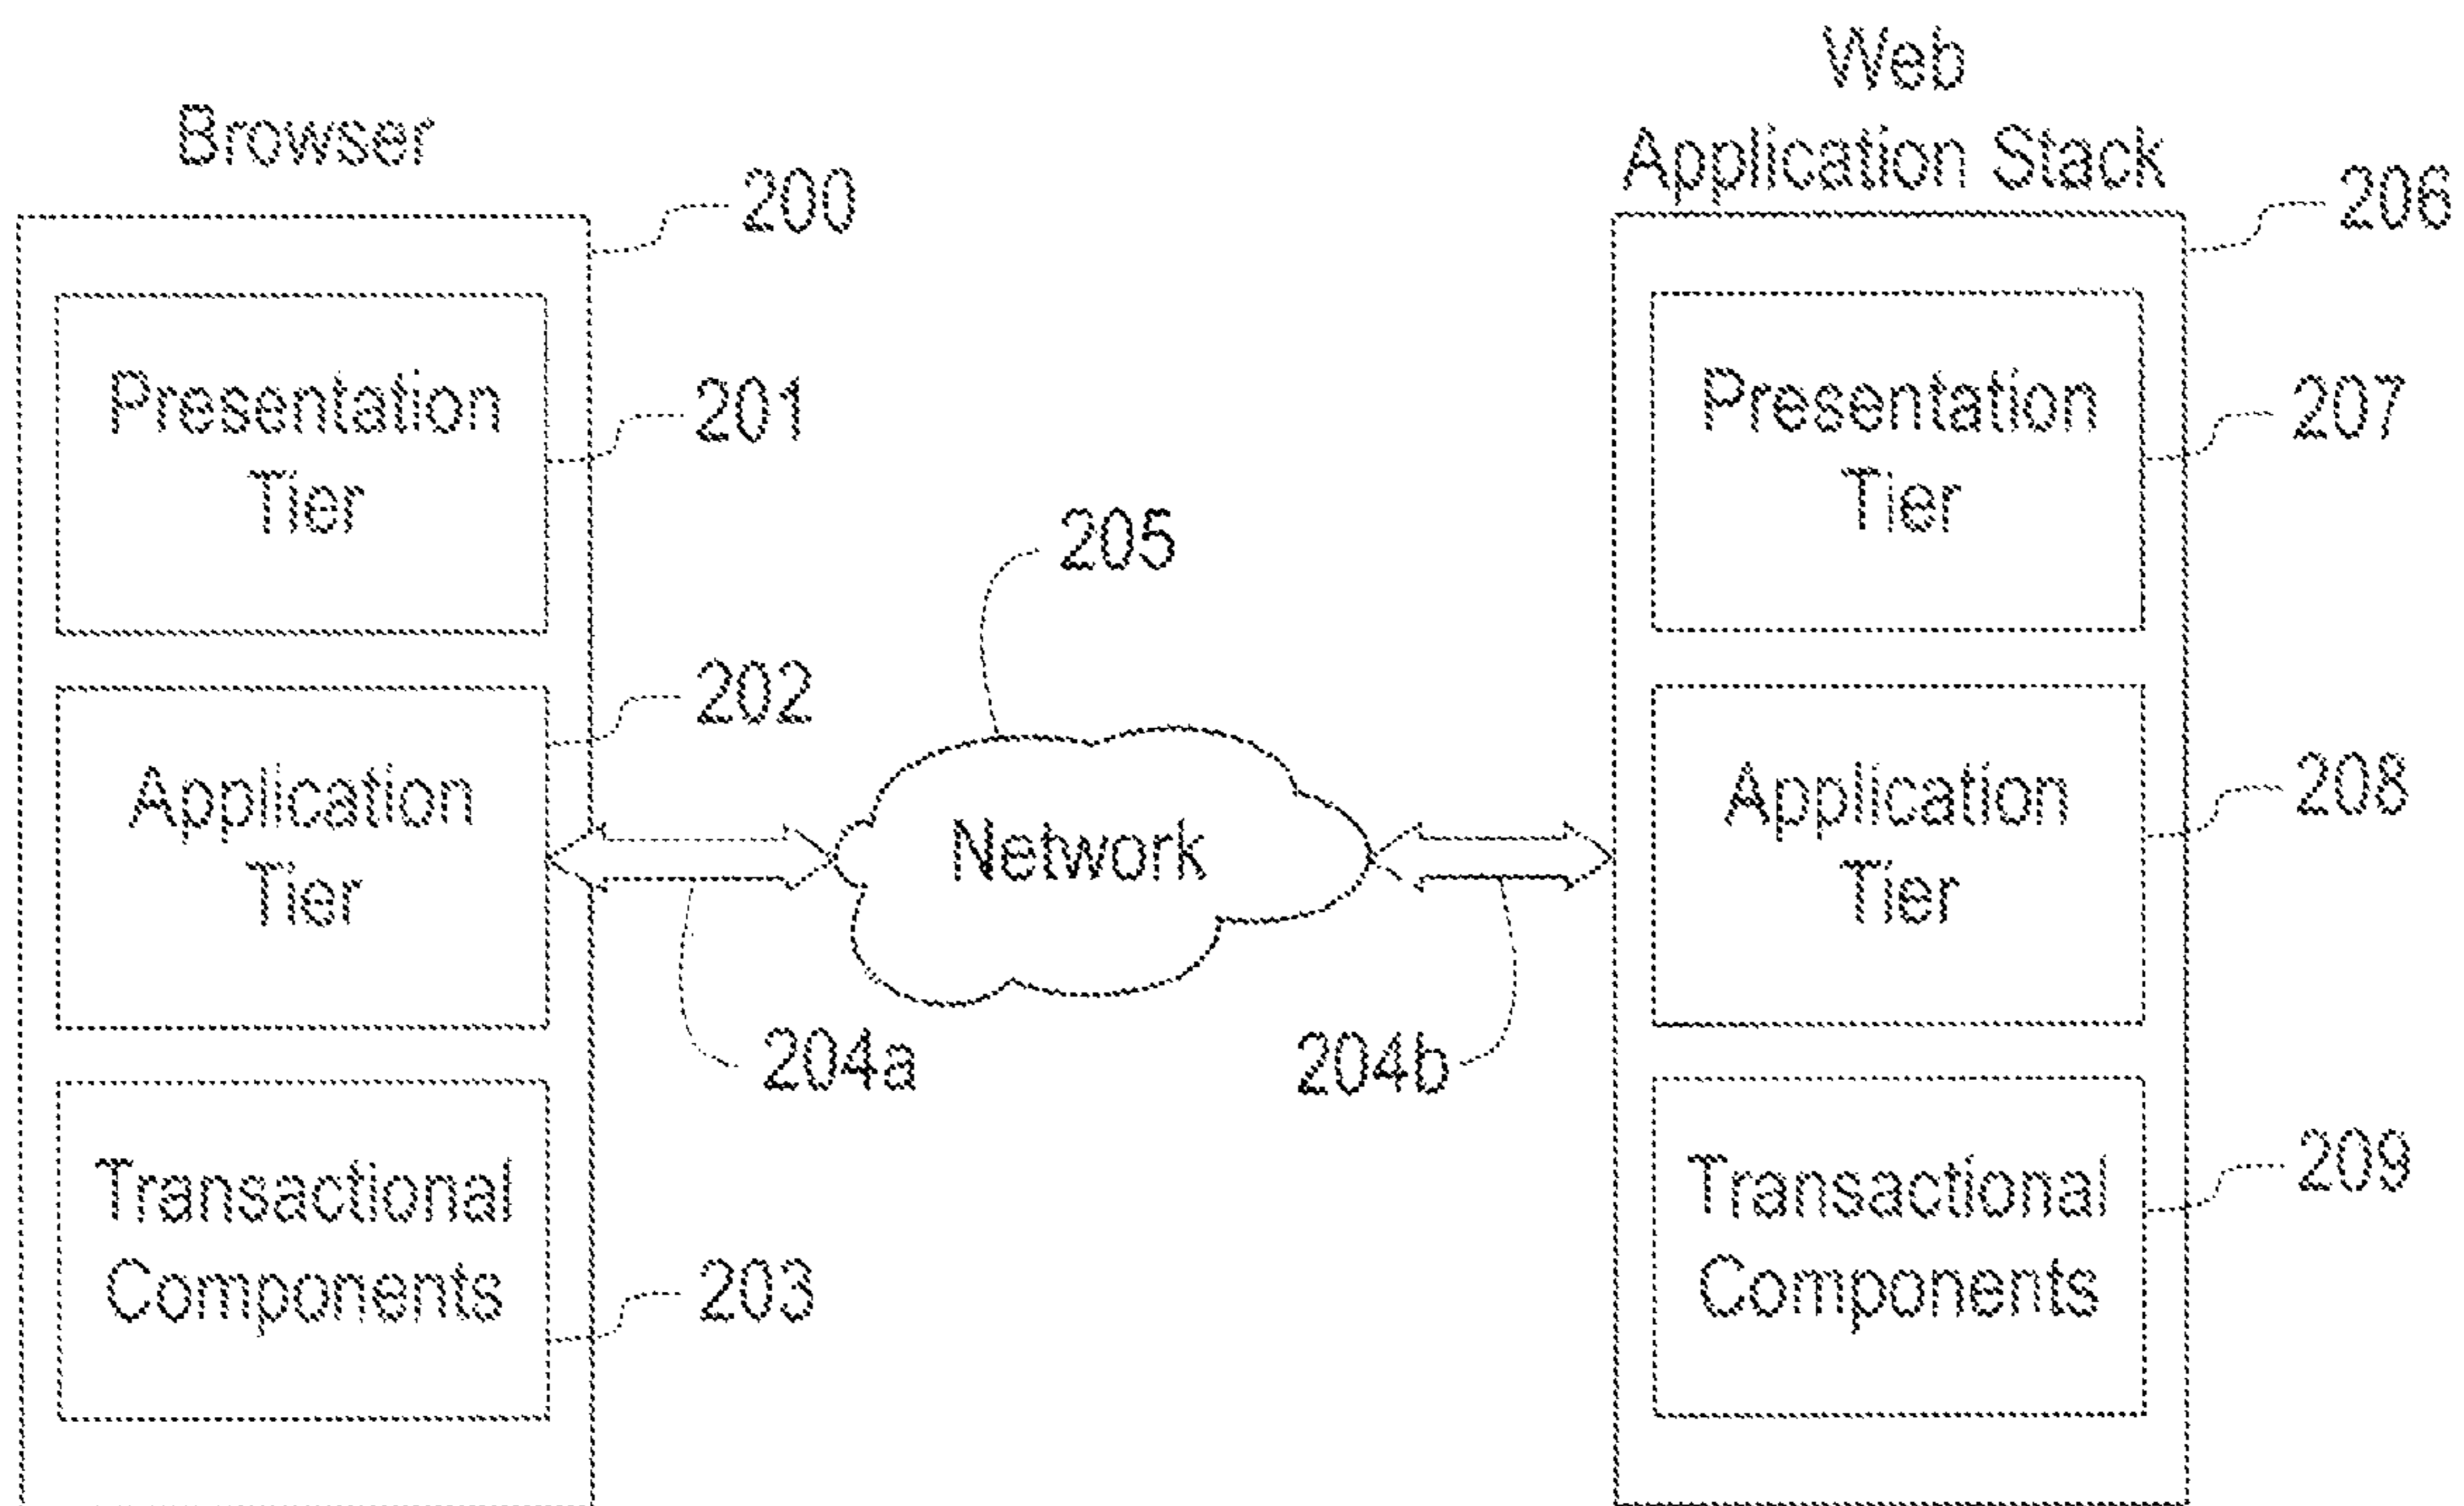 Browser
200
Presentation
Tier
201
Application
Tier
202
Transactional
Components
203
205
Network
204a
204b
Web
Application Stack
206
Presentation
Tier
207
Application
Tier
208
Transactional
Components
209